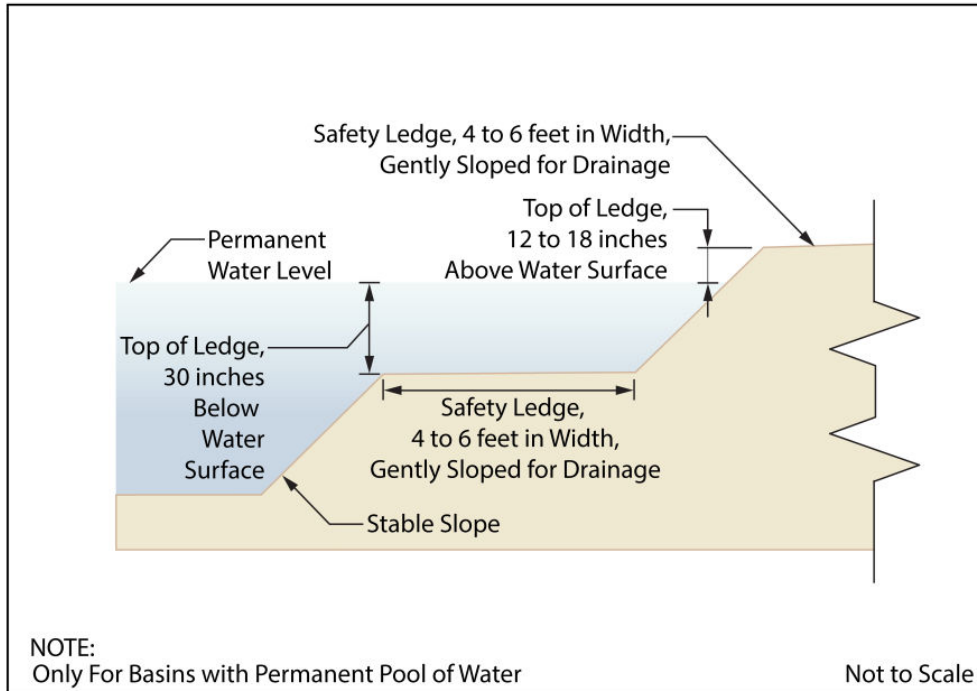 Safety Ledge, 4 to 6 feet in Width,
Gently Sloped for Drainage
Top of Ledge,
12 to 18 inches
Above Water Surface
Permanent
Water Level
Top of Ledge,
30 inches
Below
Water
Surface
Safety Ledge,
4 to 6 feet in Width,
Gently Sloped for Drainage
Stable Slope
NOTE:
Only For Basins with Permanent Pool of Water
Not to Scale